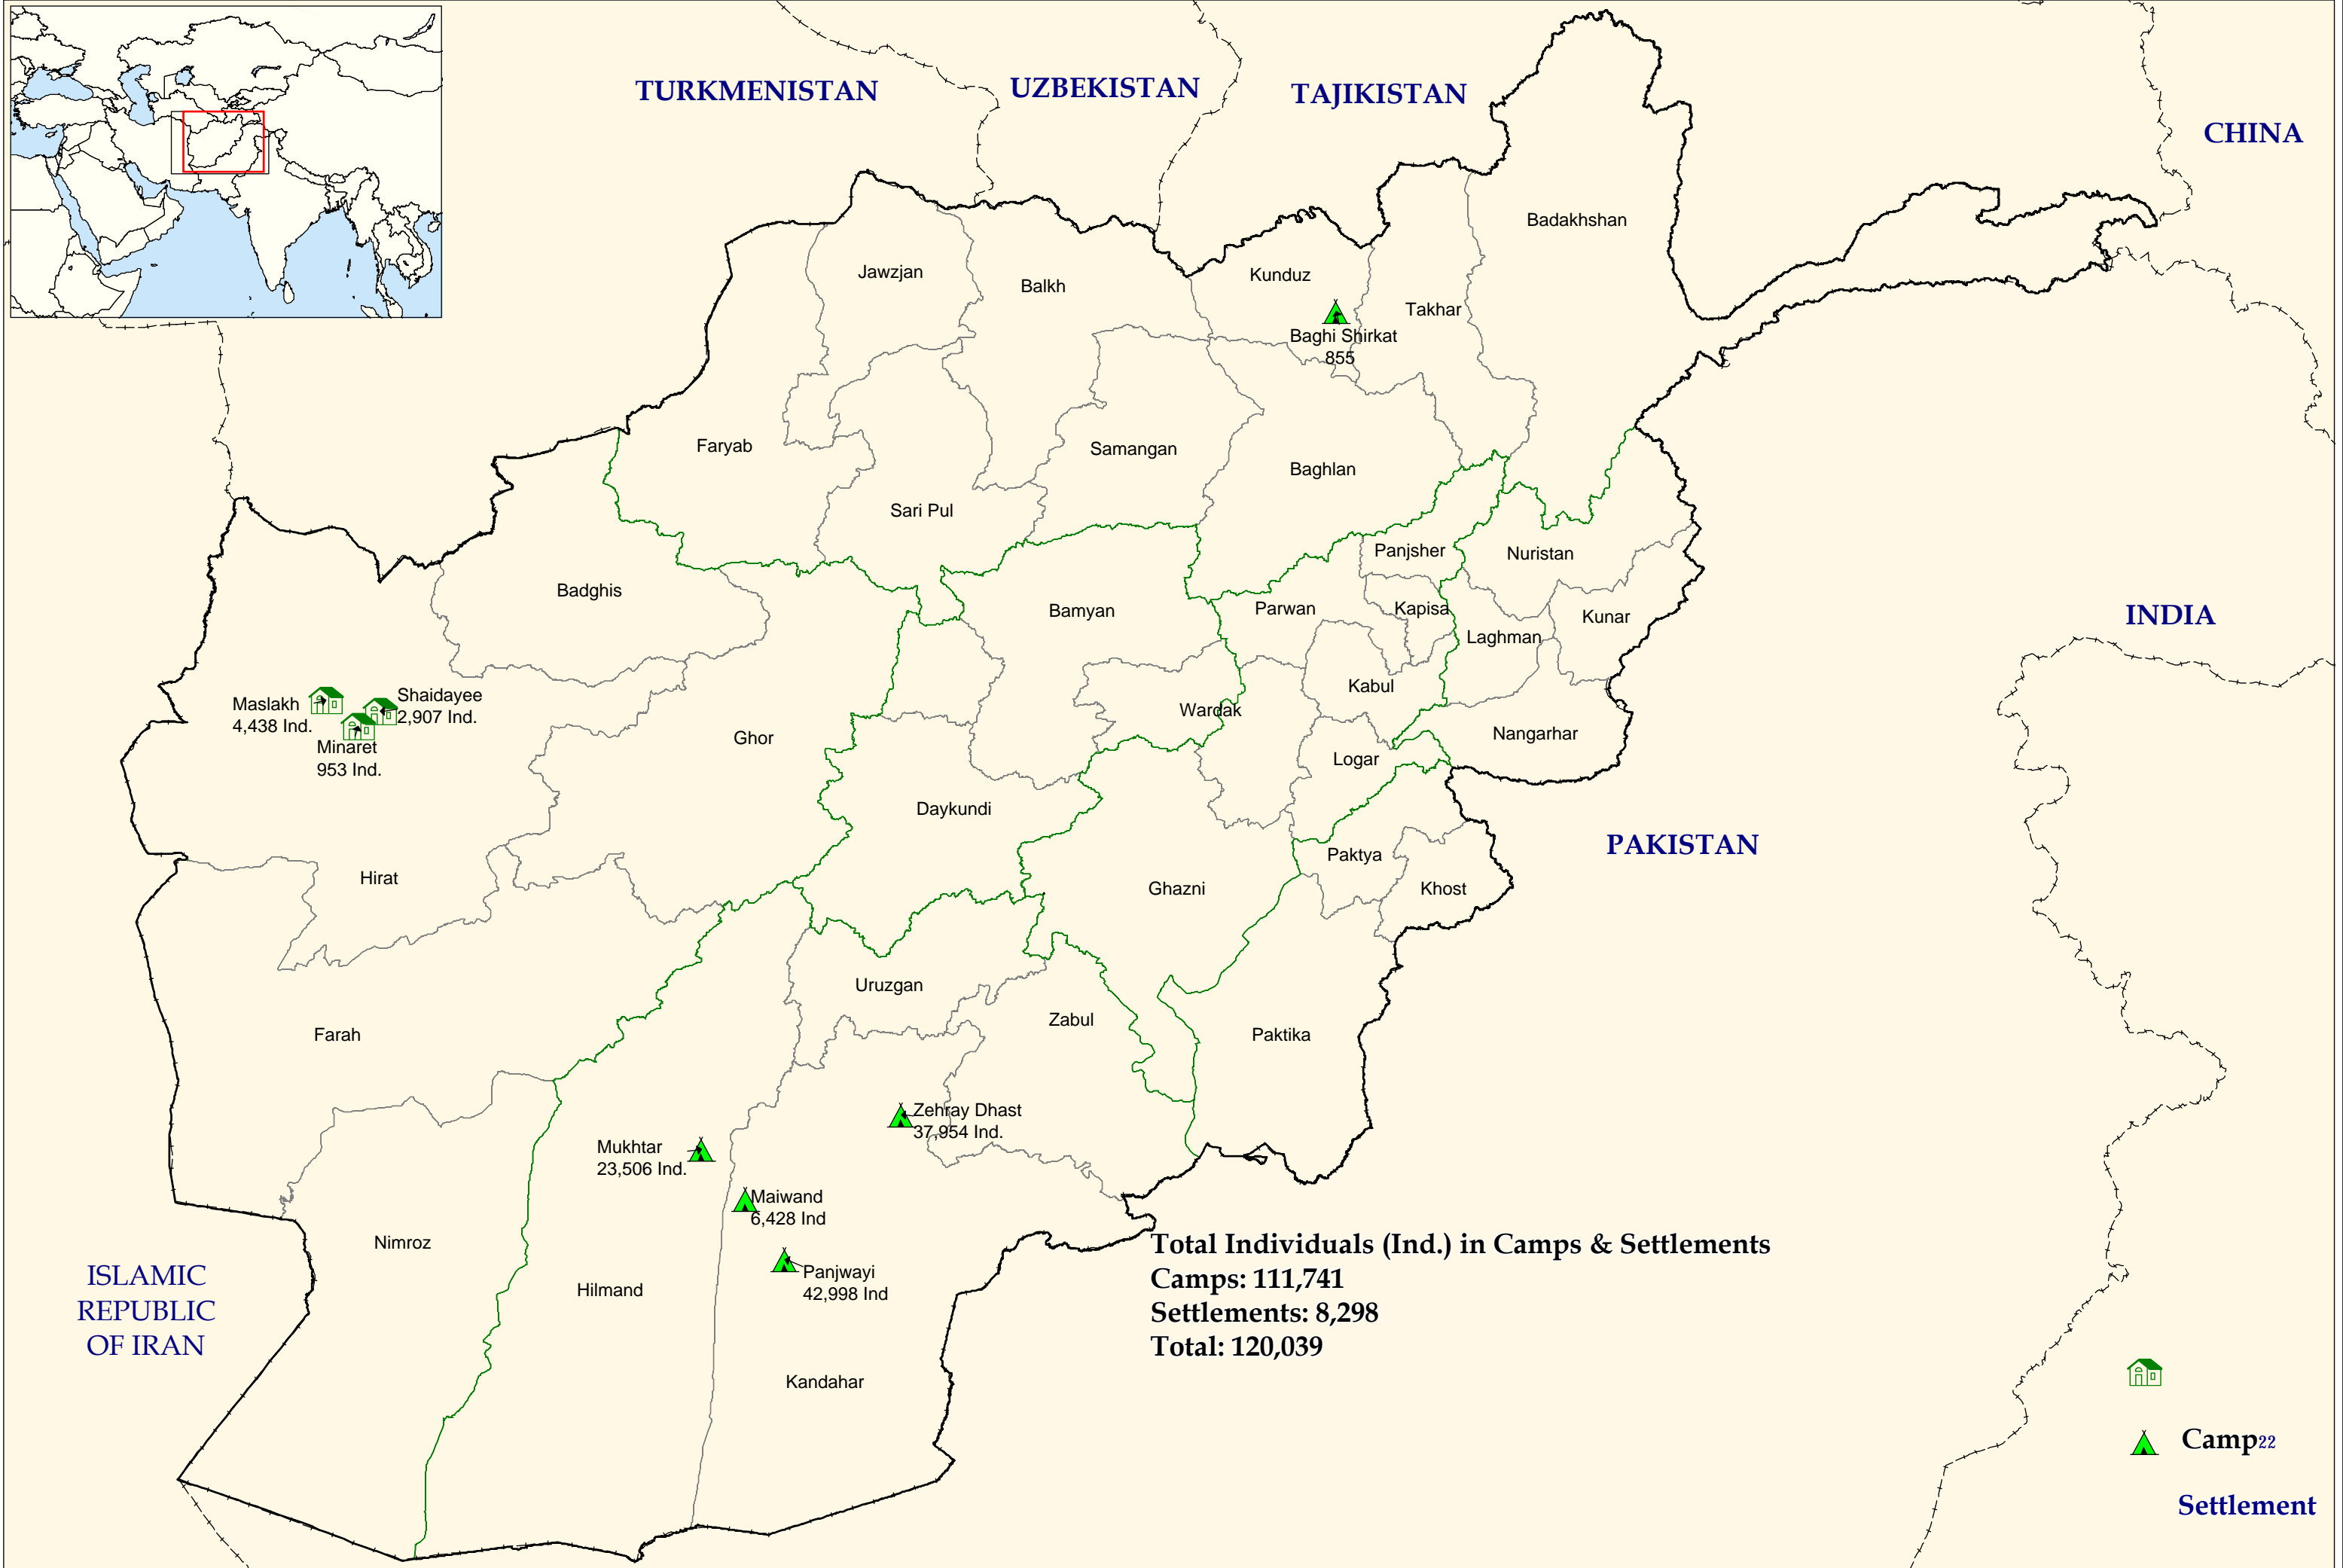 TURKMENISTAN
UZBEKISTAN
TAJIKISTAN
CHINA
Badakhshan
Jawzjan
Balkh
Kunduz
Takhar
Baghi Shirkat
855
Faryab
Samangan
Baghlan
Sari Pul
Panjsher
Nuristan
Badghis
Bamyan
Parwan
Kapisa
Kunar
INDIA
Laghman
Maslakh
4,438 Ind.
Shaidayee
2,907 Ind.
Minaret
953 Ind.
Kabul
Wardak
Ghor
Nangarhar
Logar
Daykundi
PAKISTAN
Hirat
Paktya
Ghazni
Khost
Uruzgan
Zabul
Farah
Paktika
Zehray Dhast
37,954 Ind.
Mukhtar
23,506 Ind.
Maiwand
6,428 Ind
Nimroz
Panjwayi
42,998 Ind
Hilmand
Kandahar
ISLAMIC
REPUBLIC
OF IRAN
Total Individuals (Ind.) in Camps & Settlements
Camps: 111,741
Settlements: 8,298
Total: 120,039
Camp22
Settlement